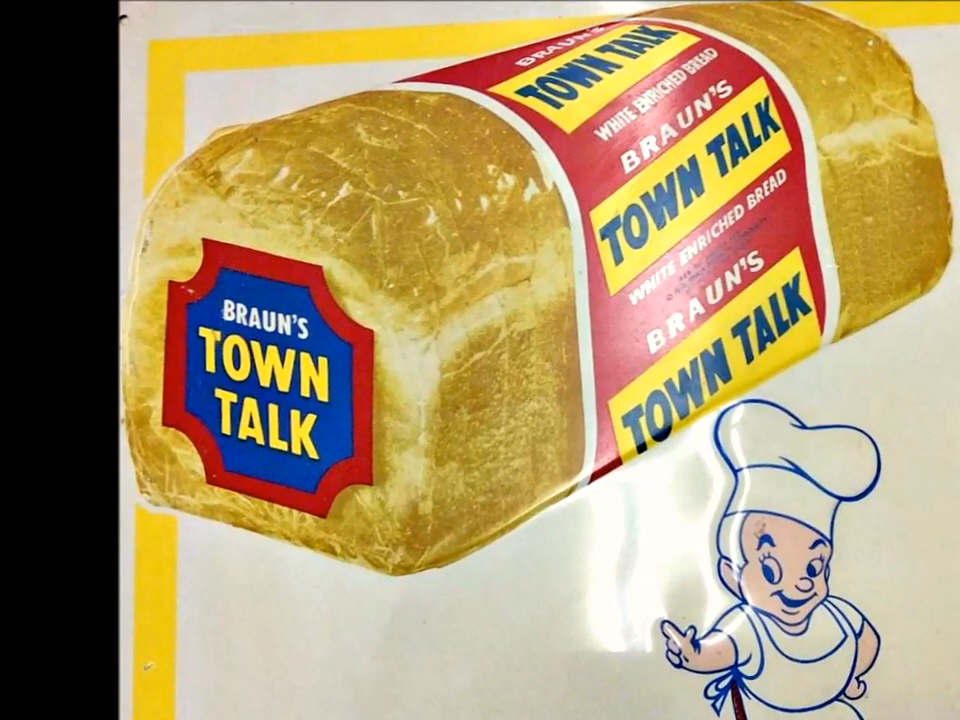 BRAUN'S
TOWN TALK
WHITE ENRICHED BREAD
BRAUN'S
TOWN TALK
WHITE ENRICHED BREAD
BRAUN'S
TOWN TALK
BRAUN'S
TOWN
TALK